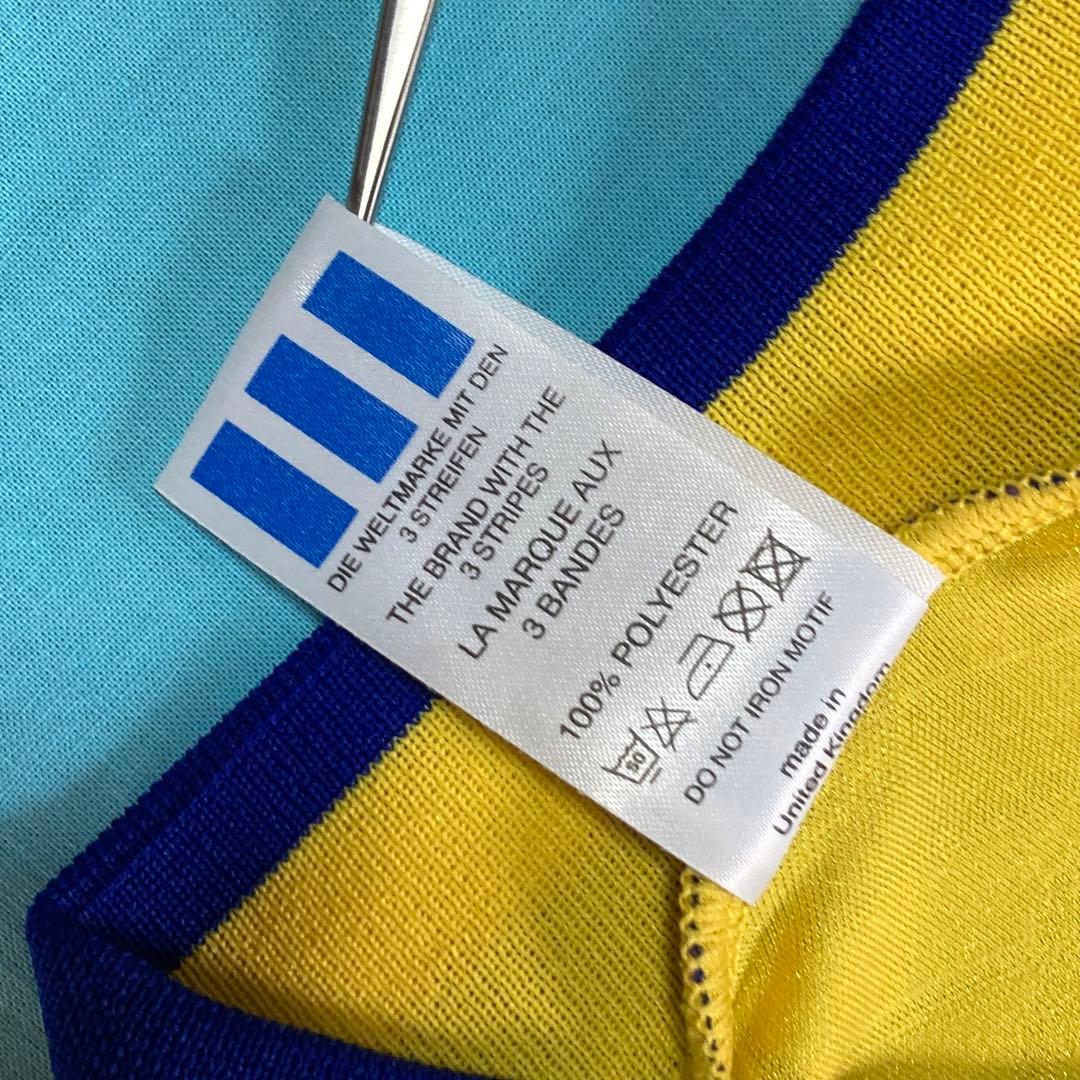 DIE WELTMARKE MIT DEN
3 STREIFEN
THE BRAND WITH THE
3 STRIPES
LA MARQUE AUX
3 BANDES
100% POLYESTER
50
DO NOT IRON MOTIF
made in
United Kingdom